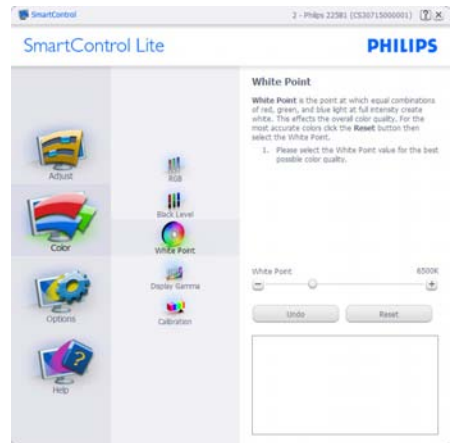 SmartControl
2 - Philips 225B1 (CS30715000001)
SmartControl Lite
PHILIPS
Adjust
Color
Options
Help
RGB
Black Level
White Point
Display Gamma
Calibration
White Point
White Point is the point at which equal combinations
of red, green, and blue light at full intensity create
white. This effects the overall color quality. For the
most accurate colors click the Reset button then
select the White Point.
1. Please select the White Point value for the best
possible color quality.
White Point 6500K
Undo Reset